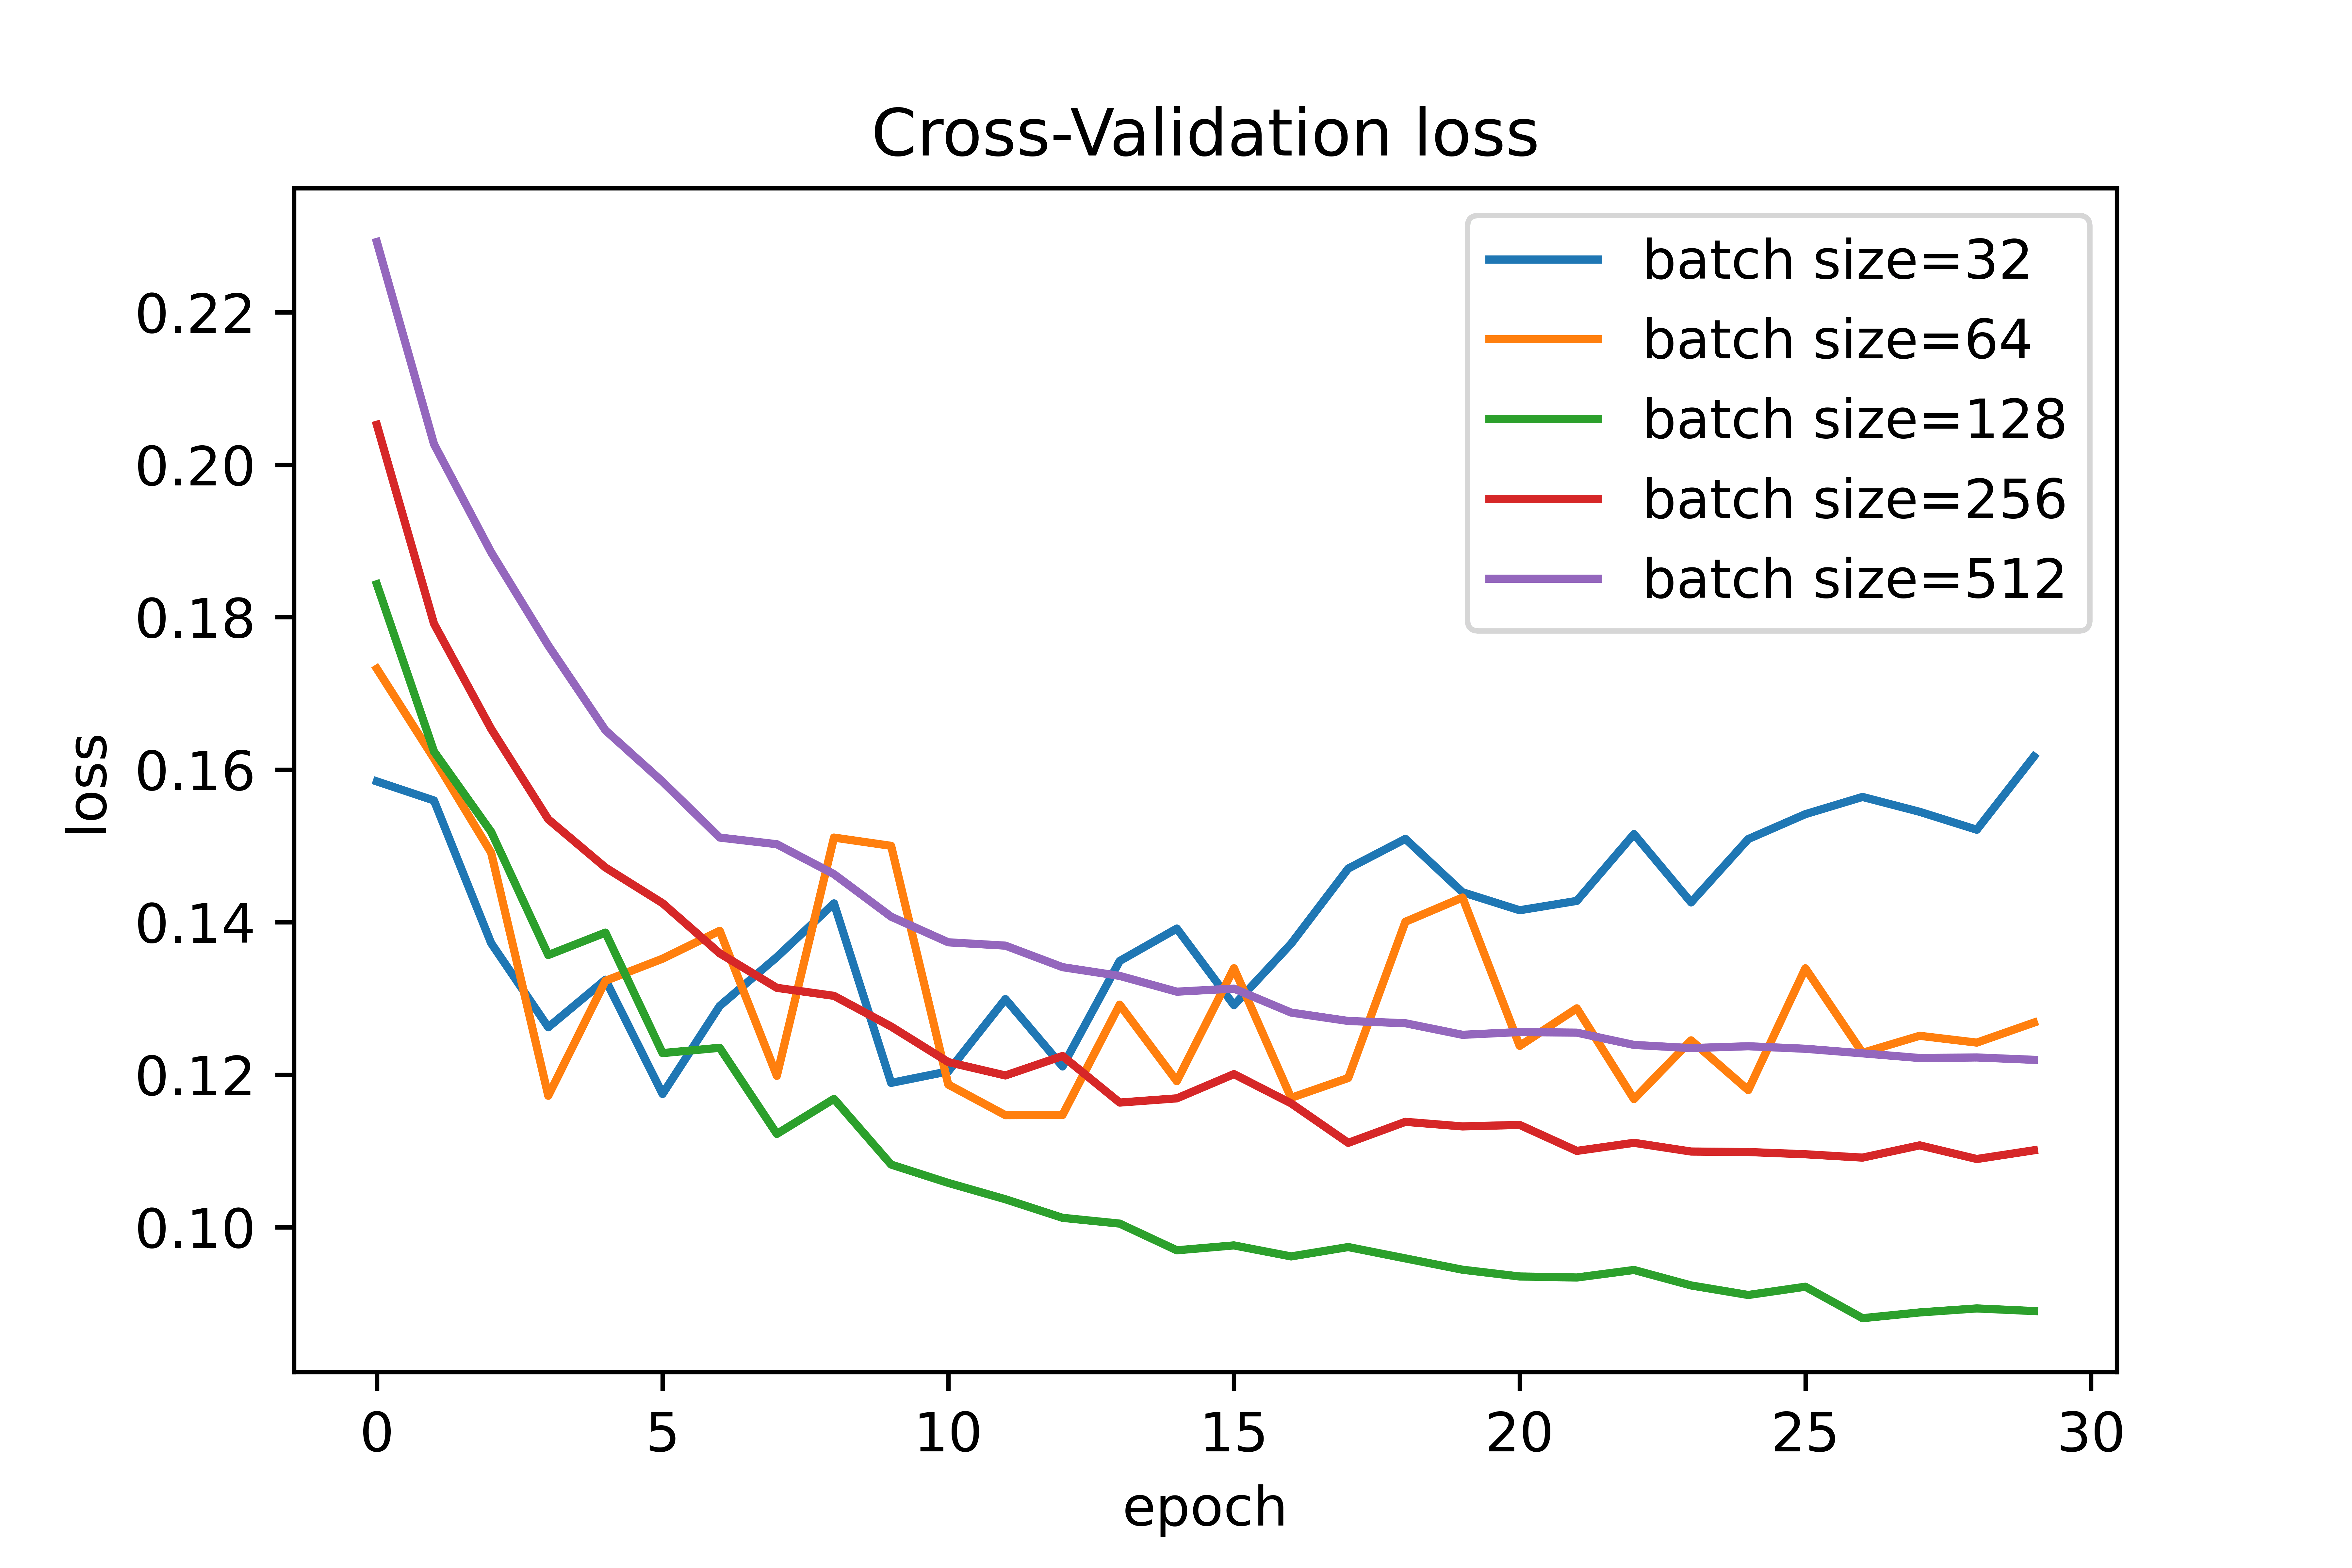 Cross-Validation loss
batch size=32
batch size=64
batch size=128
batch size=256
batch size=512
loss
0.22
0.20
0.18
0.16
0.14
0.12
0.10
0 5 10 15 20 25 30
epoch